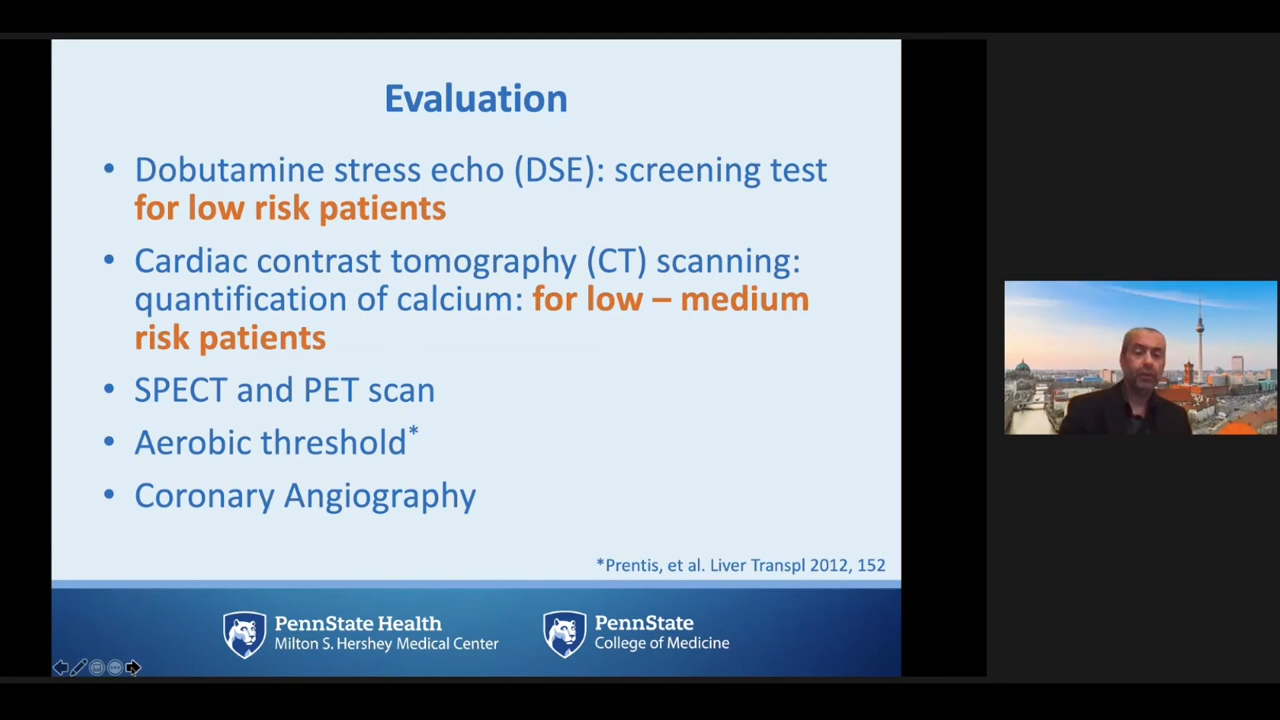 Evaluation
• Dobutamine stress echo (DSE): screening test
for low risk patients
• Cardiac contrast tomography (CT) scanning:
quantification of calcium: for low – medium
risk patients
• SPECT and PET scan
• Aerobic threshold*
• Coronary Angiography
*Prentis, et al. Liver Transpl 2012, 152
PennState Health
Milton S. Hershey Medical Center
PennState
College of Medicine